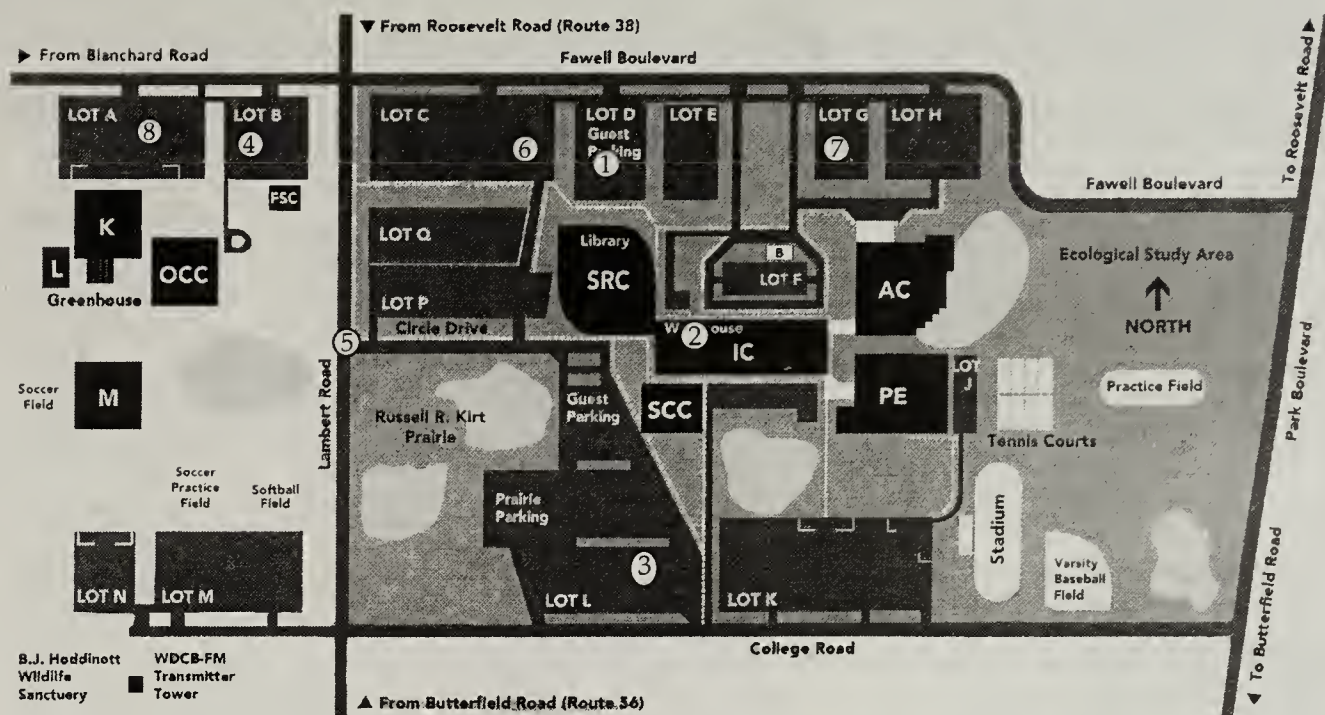 ▼ From Roosevelt Road (Route 38)
► From Blanchard Road
Fawell Boulevard
To Roosevelt Road ▲
LOT A
8
LOT B
4
LOT C
6
LOT D
Guest
Parking
1
LOT E
LOT G
7
LOT H
FSC
Fawell Boulevard
K
L
Greenhouse
OCC
LOT Q
LOT P
Circle Drive
5
Library
SRC
B
LOT F
AC
Ecological Study Area
NORTH
2
IC
Soccer
Field
M
Lambert Road
Russell R. Kirt
Prairie
Guest
Parking
SCC
PE
LOT
J
Tennis Courts
Practice Field
Park Boulevard
Soccer
Practice
Field
Softball
Field
Prairie
Parking
3
Stadium
Varsity
Baseball
Field
LOT N
LOT M
LOT L
LOT K
College Road
B.J. Hoddinott
Wildlife
Sanctuary
WDCB-FM
Transmitter
Tower
▲ From Butterfield Road (Route 56)
◄ To Butterfield Road